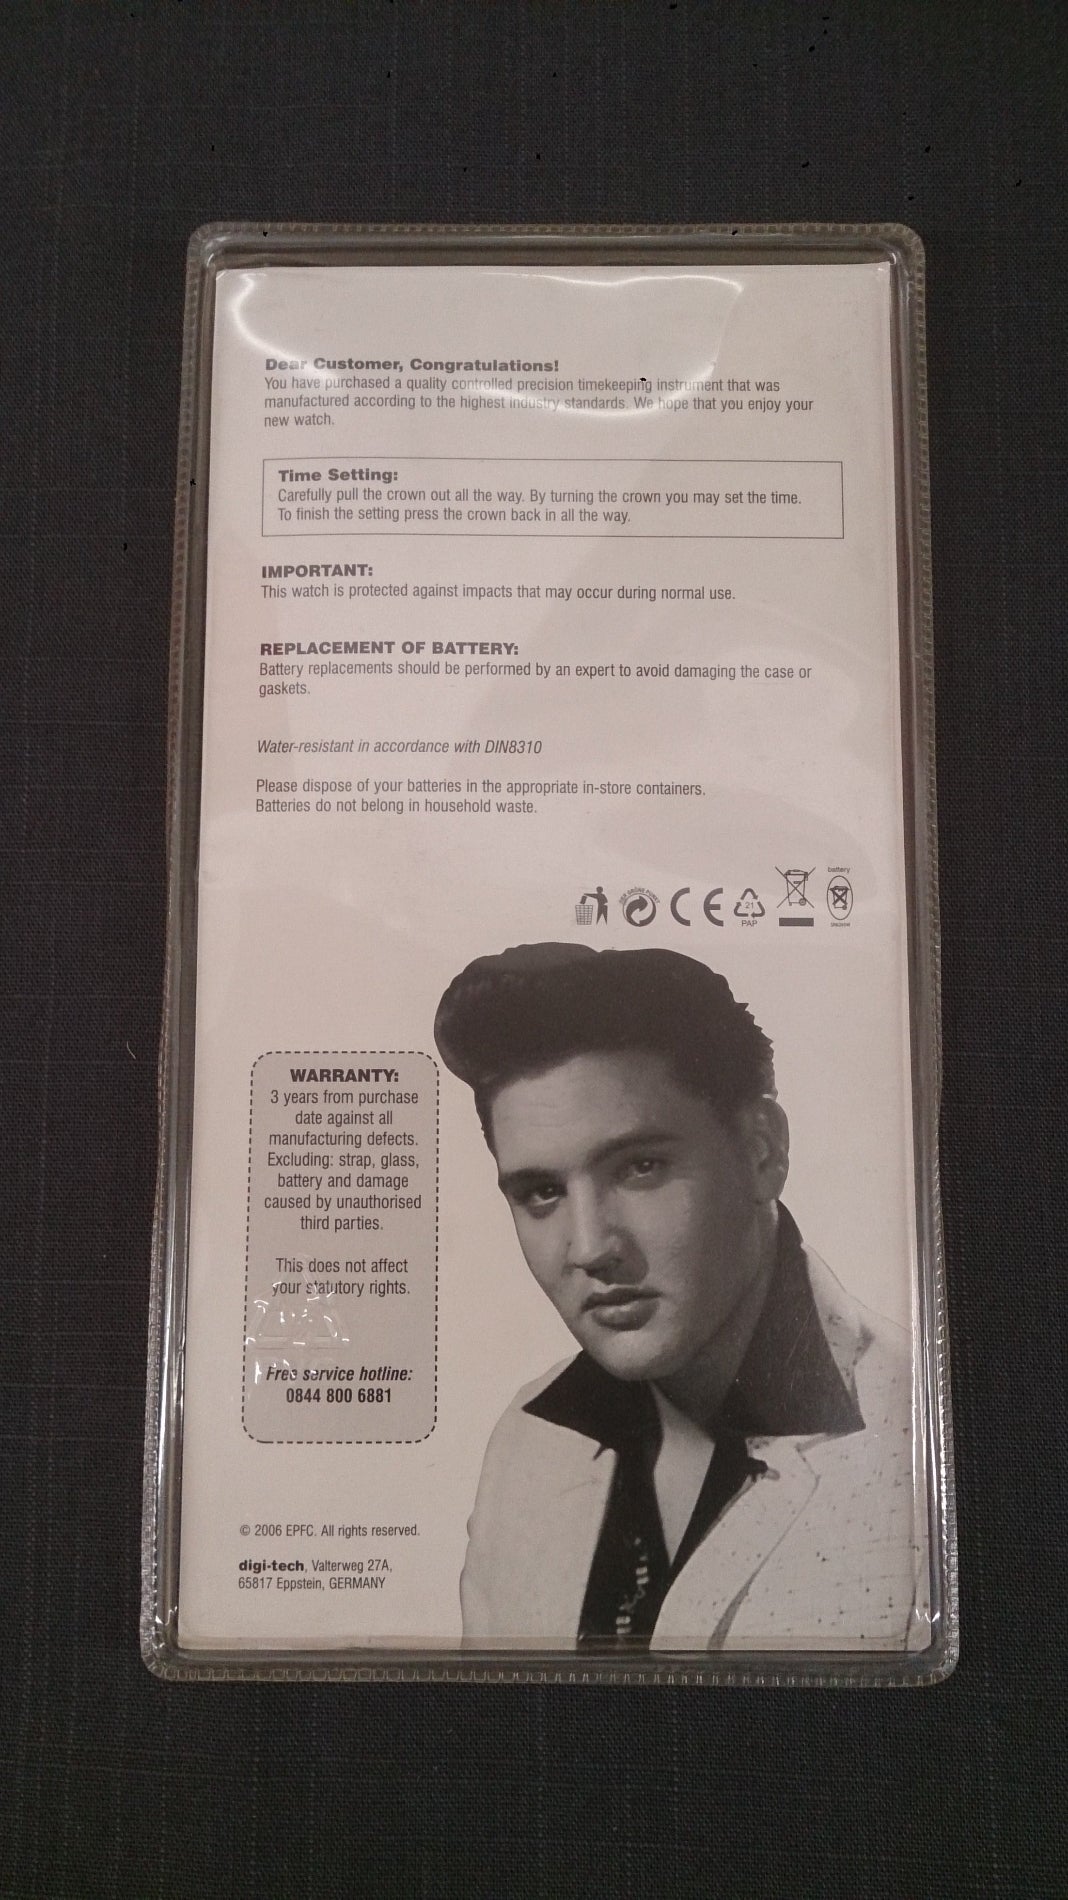 Dear Customer, Congratulations!
You have purchased a quality controlled precision timekeeping instrument that was
manufactured according to the highest industry standards. We hope that you enjoy your
new watch.
Time Setting:
Carefully pull the crown out all the way. By turning the crown you may set the time.
To finish the setting press the crown back in all the way.
IMPORTANT:
This watch is protected against impacts that may occur during normal use.
REPLACEMENT OF BATTERY:
Battery replacements should be performed by an expert to avoid damaging the case or
gaskets.
Water-resistant in accordance with DIN8310
Please dispose of your batteries in the appropriate in-store containers.
Batteries do not belong in household waste.
battery
DER GRÜNE PUNKT
CE
21
PAP
WARRANTY:
3 years from purchase
date against all
manufacturing defects.
Excluding: strap, glass,
battery and damage
caused by unauthorised
third parties.
This does not affect
your statutory rights.
Free service hotline:
0844 800 6881
© 2006 EPFC. All rights reserved.
digi-tech, Valterweg 27A,
65817 Eppstein, GERMANY